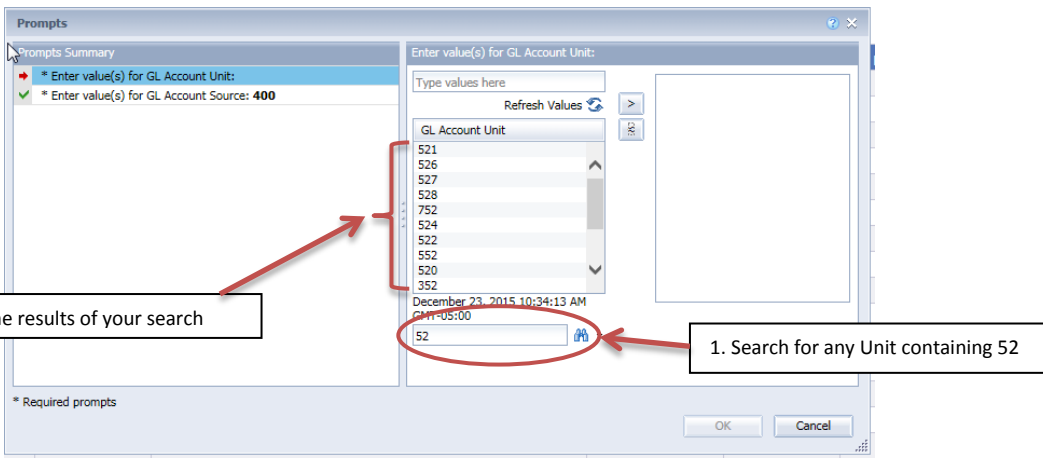 Prompts
Prompts Summary
* Enter value(s) for GL Account Unit:
* Enter value(s) for GL Account Source: 400
Enter value(s) for GL Account Unit:
Type values here
Refresh Values
>
GL Account Unit
521
526
527
528
752
524
522
552
520
352
December 23, 2015 10:34:13 AM
GMT-05:00
52
results of your search
1. Search for any Unit containing 52
* Required prompts
OK Cancel